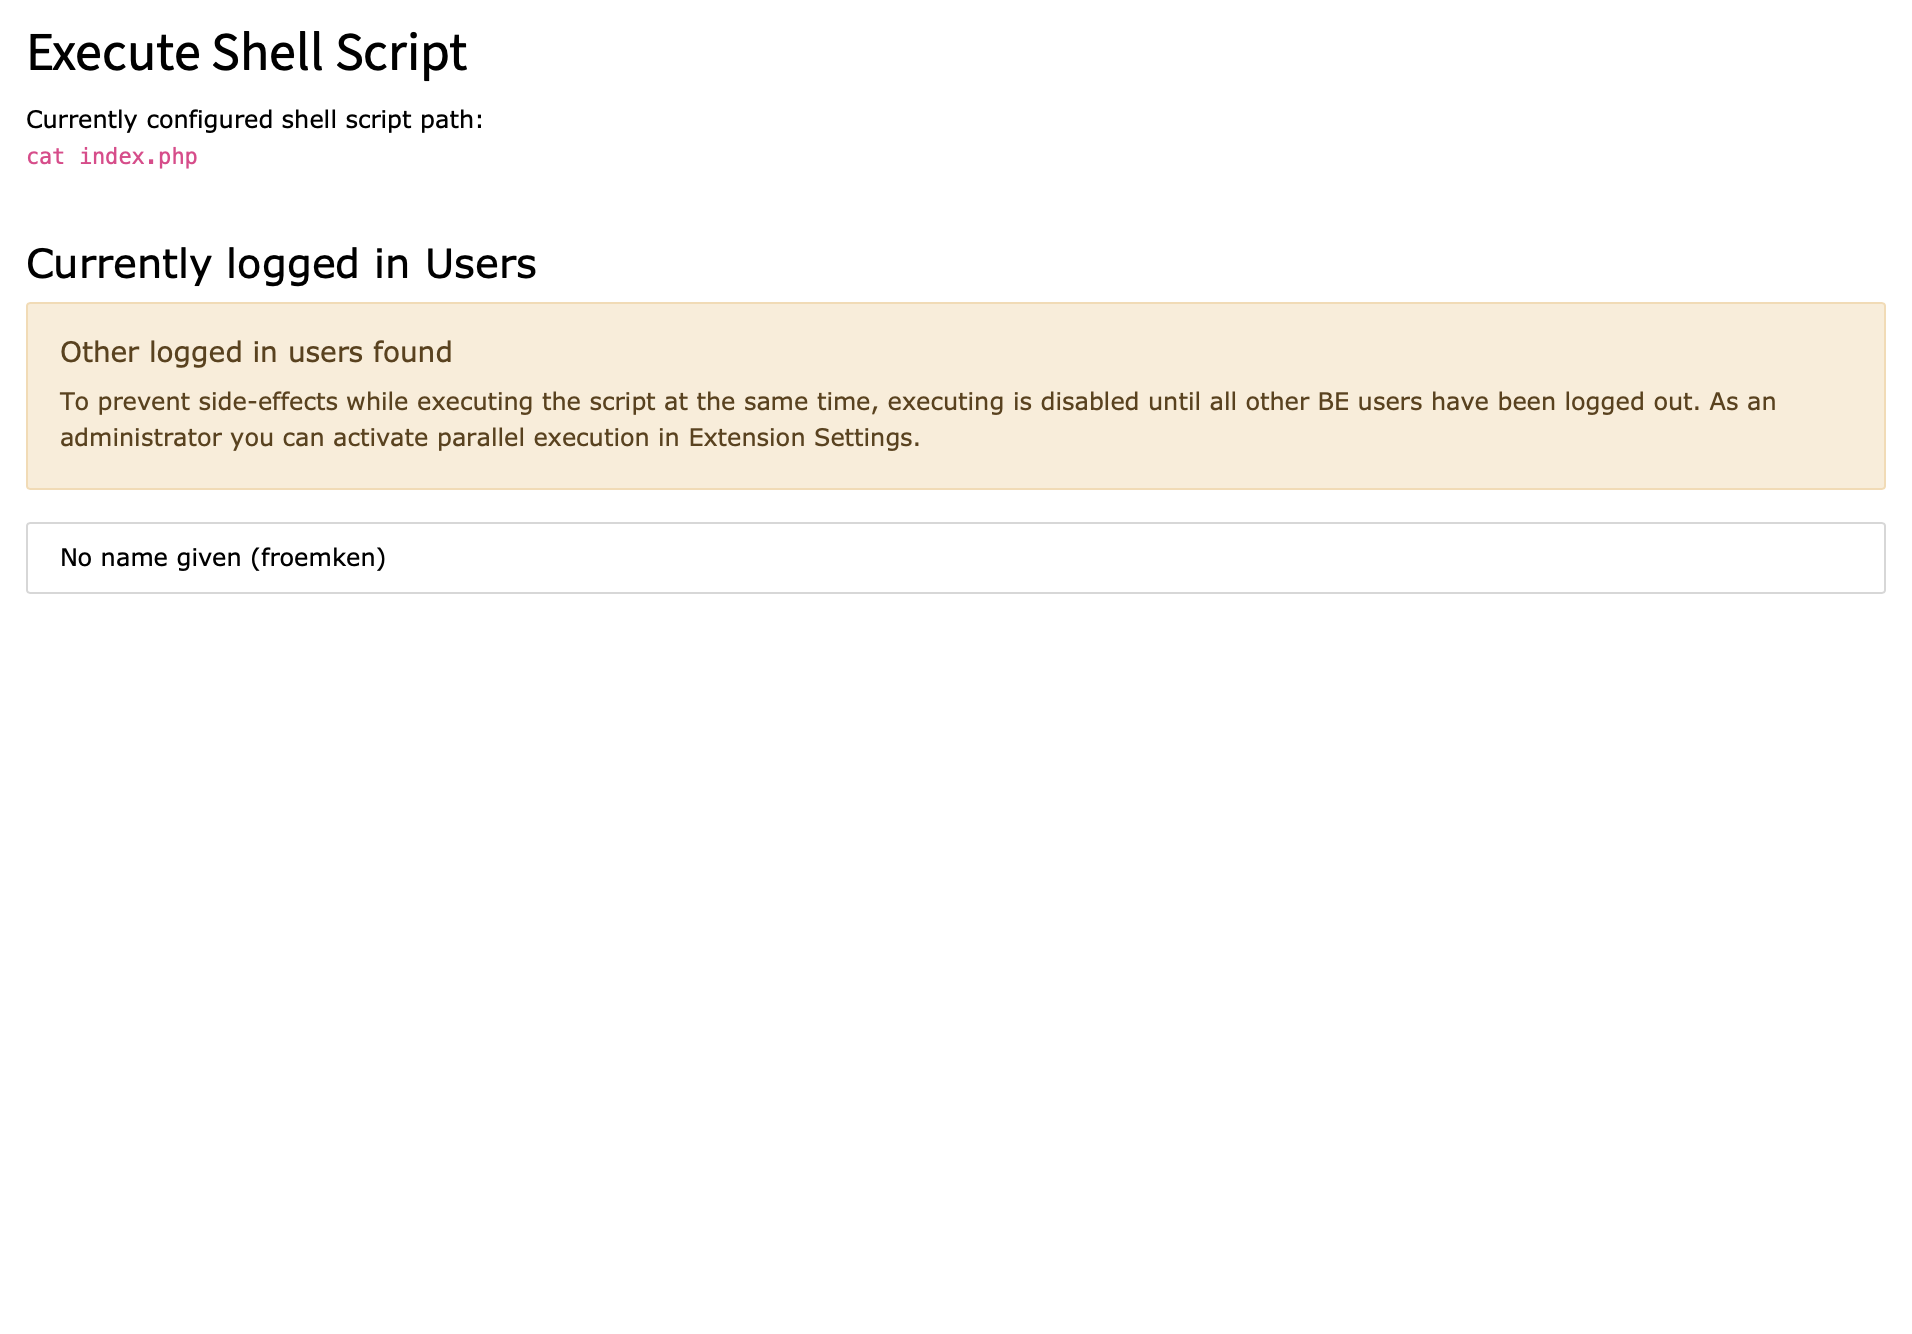 Execute Shell Script
Currently configured shell script path:
cat index.php
Currently logged in Users
Other logged in users found
To prevent side-effects while executing the script at the same time, executing is disabled until all other BE users have been logged out. As an
administrator you can activate parallel execution in Extension Settings.
No name given (froemken)